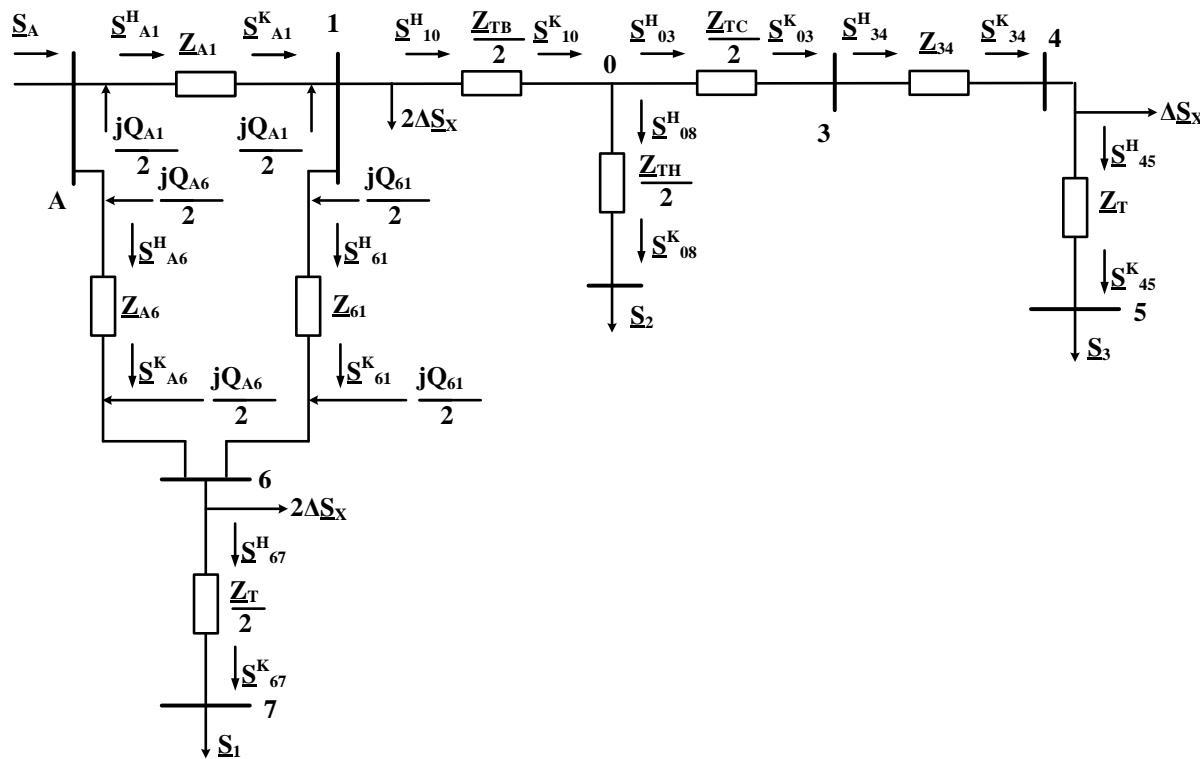 S_A
S^H_A1
Z_A1
S^K_A1
1
S^H_10
Z_TB
2
S^K_10
0
S^H_03
Z_TC
2
S^K_03
S^H_34
Z_34
S^K_34
4
jQ_A1
2
jQ_A1
2
2ΔS_X
3
ΔS_X
A
jQ_A6
2
jQ_61
2
S^H_08
Z_TH
2
S^K_08
S^H_45
Z_T
S^K_45
S^H_A6
S^H_61
Z_A6
Z_61
S_2
5
S_3
S^K_A6
S^K_61
jQ_A6
2
jQ_61
2
6
2ΔS_X
S^H_67
Z_T
2
S^K_67
7
S_1